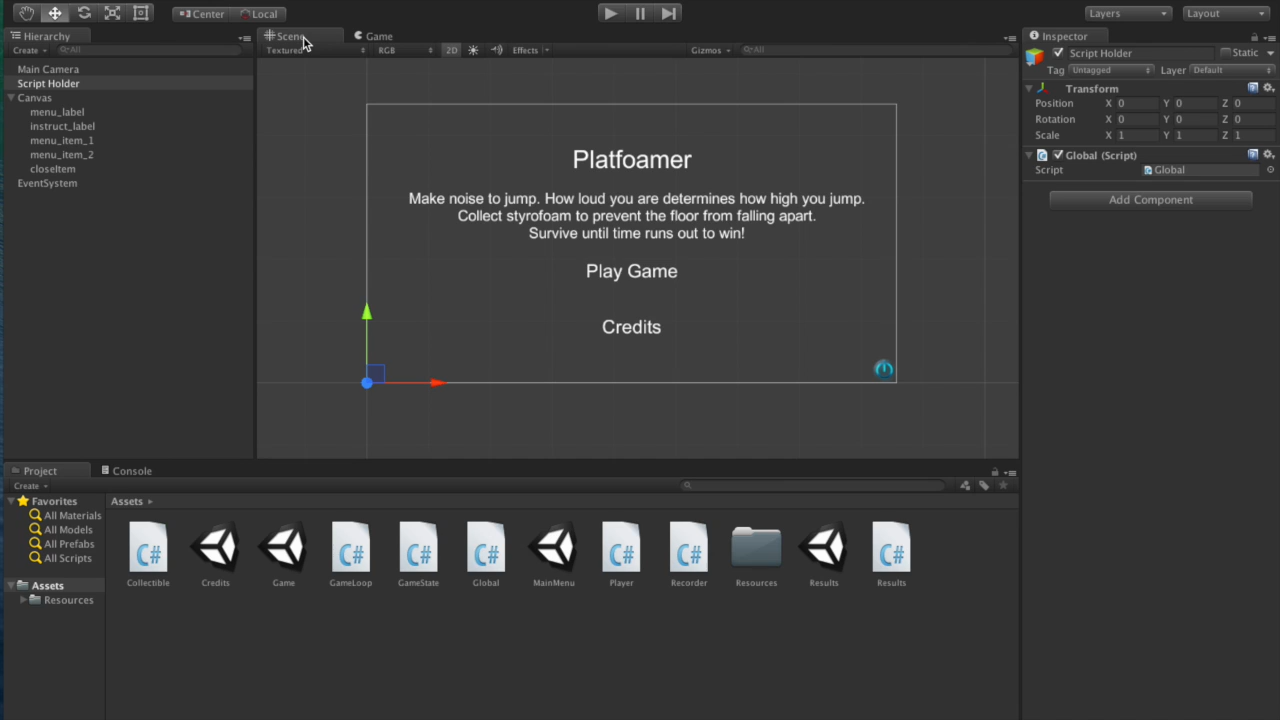 Center
Local
Layers
Layout
Hierarchy
Create
All
Main Camera
Script Holder
Canvas
menu_label
instruct_label
menu_item_1
menu_item_2
closeItem
EventSystem
Scene
Game
Textured
RGB
2D
Effects
Gizmos
All
Platfoamer
Make noise to jump. How loud you are determines how high you jump.
Collect styrofoam to prevent the floor from falling apart.
Survive until time runs out to win!
Play Game
Credits
Inspector
Script Holder
Static
Tag Untagged
Layer Default
Transform
Position X 0 Y 0 Z 0
Rotation X 0 Y 0 Z 0
Scale X 1 Y 1 Z 1
Global (Script)
Script Global
Add Component
Project
Console
Create
Favorites
All Materials
All Models
All Prefabs
All Scripts
Assets
Resources
Assets
C# C# C# C# C# C# C# C#
Collectible Credits Game GameLoop GameState Global MainMenu Player Recorder Resources Results Results